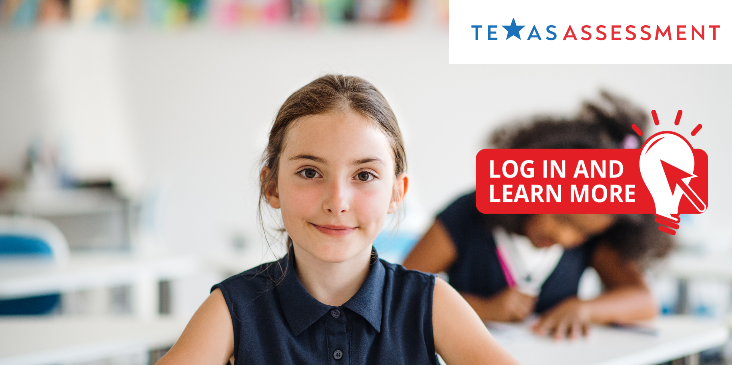 TEXAS ASSESSMENT
LOG IN AND
LEARN MORE